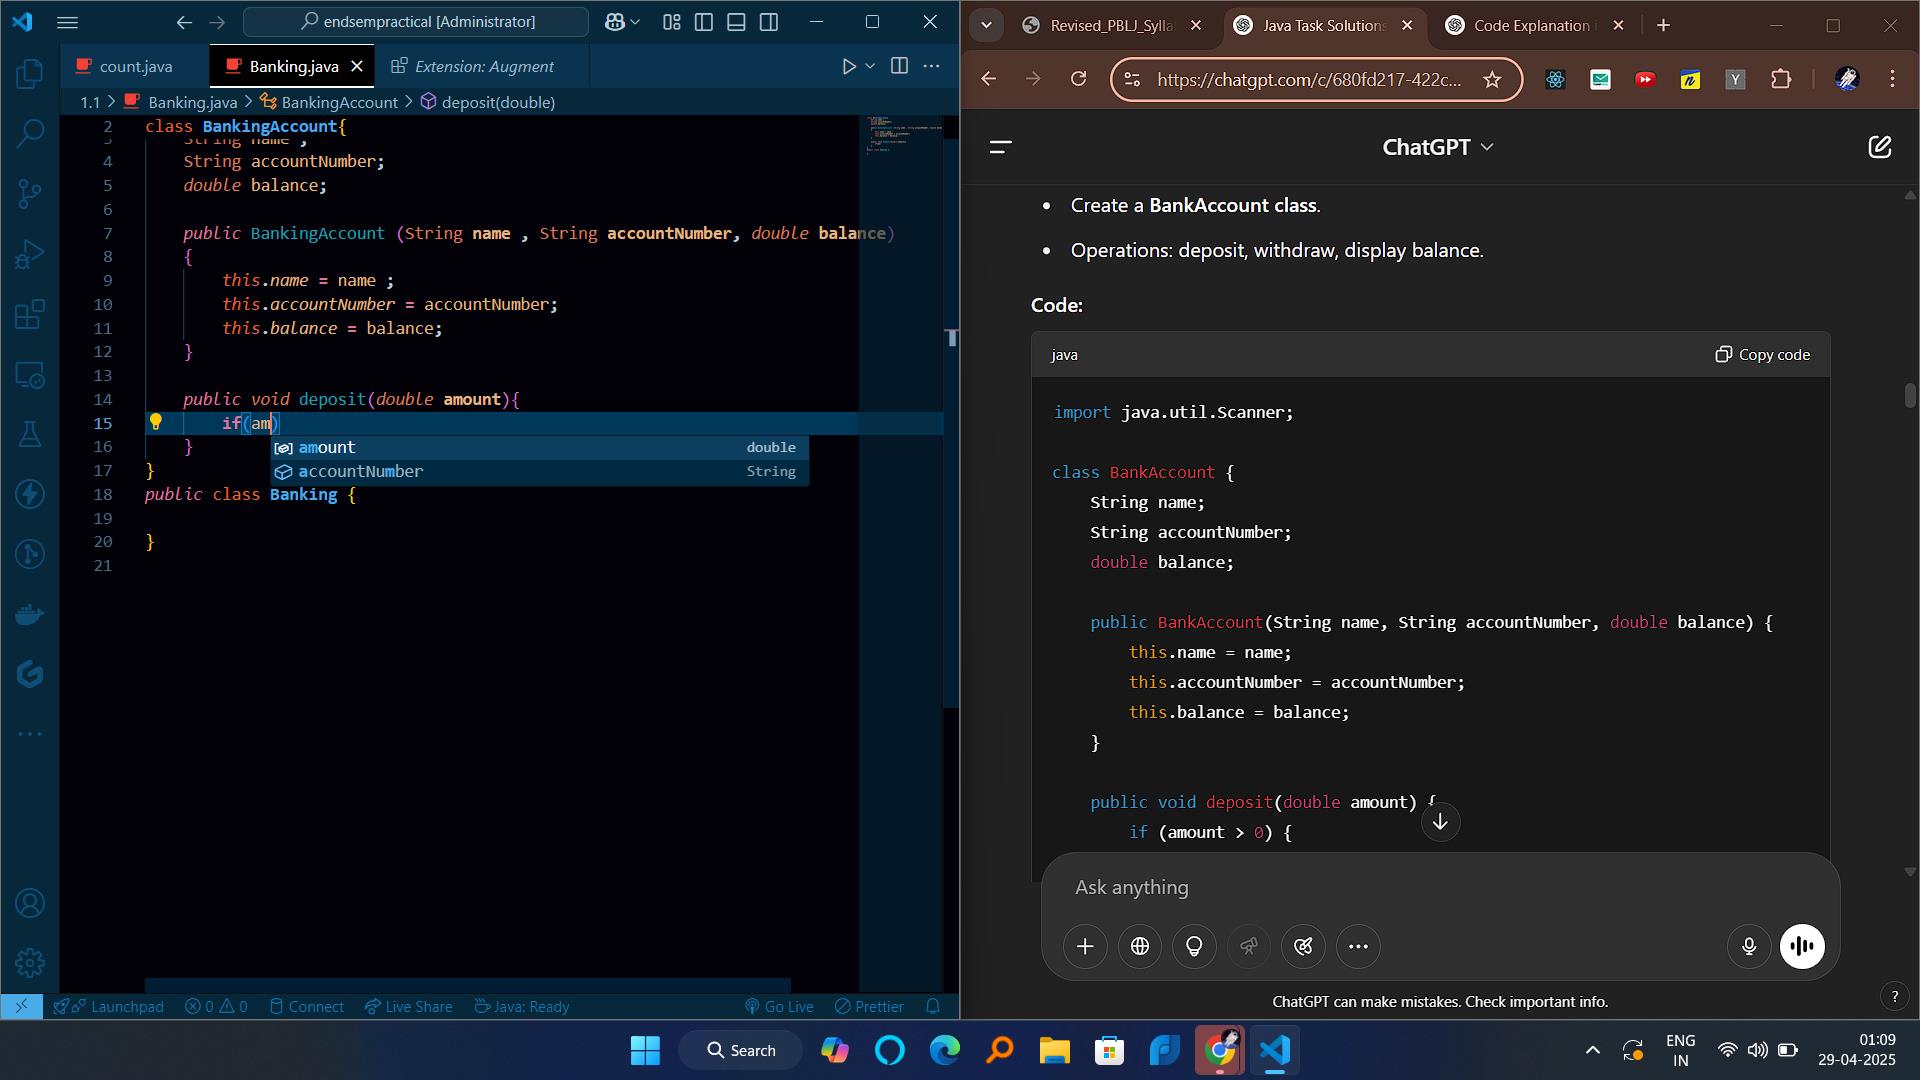 endsempractical [Administrator]
count.java
Banking.java
Extension: Augment
1.1 > Banking.java > BankingAccount > deposit(double)
2 class BankingAccount{
3 String name ;
4 String accountNumber;
5 double balance;
6
7 public BankingAccount (String name , String accountNumber, double balance)
8 {
9 this.name = name ;
10 this.accountNumber = accountNumber;
11 this.balance = balance;
12 }
13
14 public void deposit(double amount){
15 if(am)
amount double
accountNumber String
16 }
17 }
18 public class Banking {
19
20 }
21
Launchpad 0 0 Connect Live Share Java: Ready Go Live Prettier
Revised_PBLJ_Sylla
Java Task Solutions
Code Explanation i
https://chatgpt.com/c/680fd217-422c...
ChatGPT
• Create a BankAccount class.
• Operations: deposit, withdraw, display balance.
Code:
java
Copy code
import java.util.Scanner;
class BankAccount {
String name;
String accountNumber;
double balance;
public BankAccount(String name, String accountNumber, double balance) {
this.name = name;
this.accountNumber = accountNumber;
this.balance = balance;
}
public void deposit(double amount) {
if (amount > 0) {
Ask anything
ChatGPT can make mistakes. Check important info.
?
Search
ENG
IN
01:09
29-04-2025